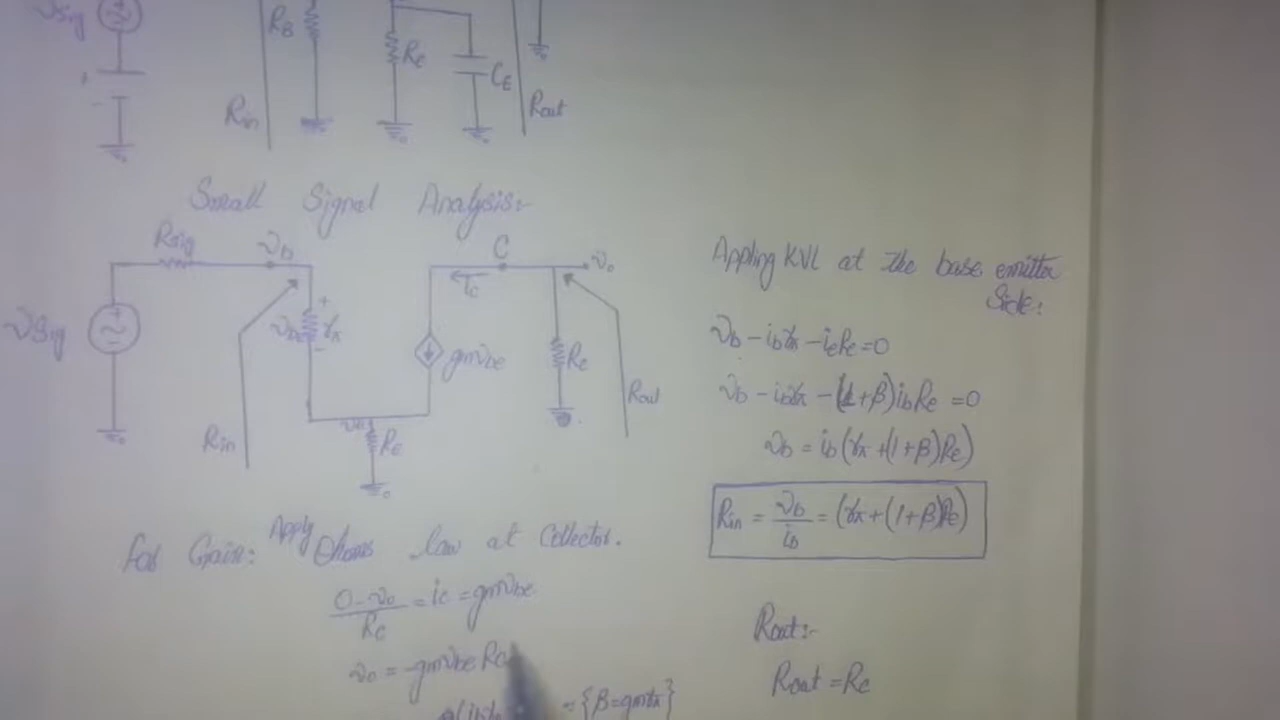 Vsig
RB
RE
CE
+
-
Rin
Rout
Small Signal Analysis:-
Rsig
vb
C
vo
ic
+
vbe
rπ
-
Vsig
+
gmvbe
RC
Rin
Rout
ve
RE
For Gain: Apply Ohms law at Collector.
0-vo/RC = ic = gmvbe
vo = -gmvbe RC
= {β=gmrπ}
Appling KVL at the base emitter
Side:
vb - ibrπ - ieRe = 0
vb - ibrπ - (1+β)ibRe = 0
vb = ib(rπ+(1+β)Re)
Rin = vb/ib = (rπ+(1+β)Re)
Rout:-
Rout = Rc